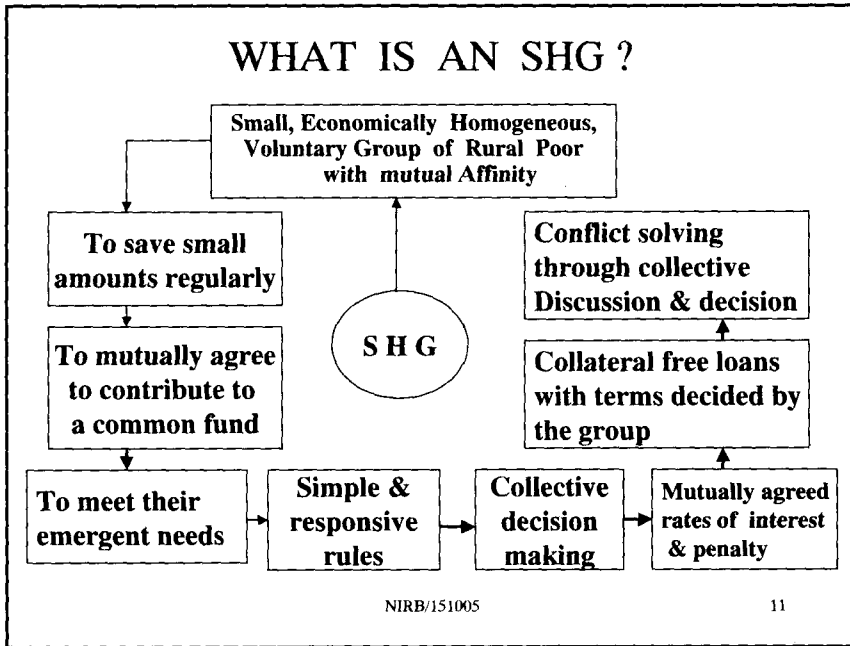 WHAT IS AN SHG ?
Small, Economically Homogeneous,
Voluntary Group of Rural Poor
with mutual Affinity
To save small
amounts regularly
To mutually agree
to contribute to
a common fund
To meet their
emergent needs
Simple &
responsive
rules
Collective
decision
making
Mutually agreed
rates of interest
& penalty
Collateral free loans
with terms decided by
the group
Conflict solving
through collective
Discussion & decision
SHG
NIRB/151005
11